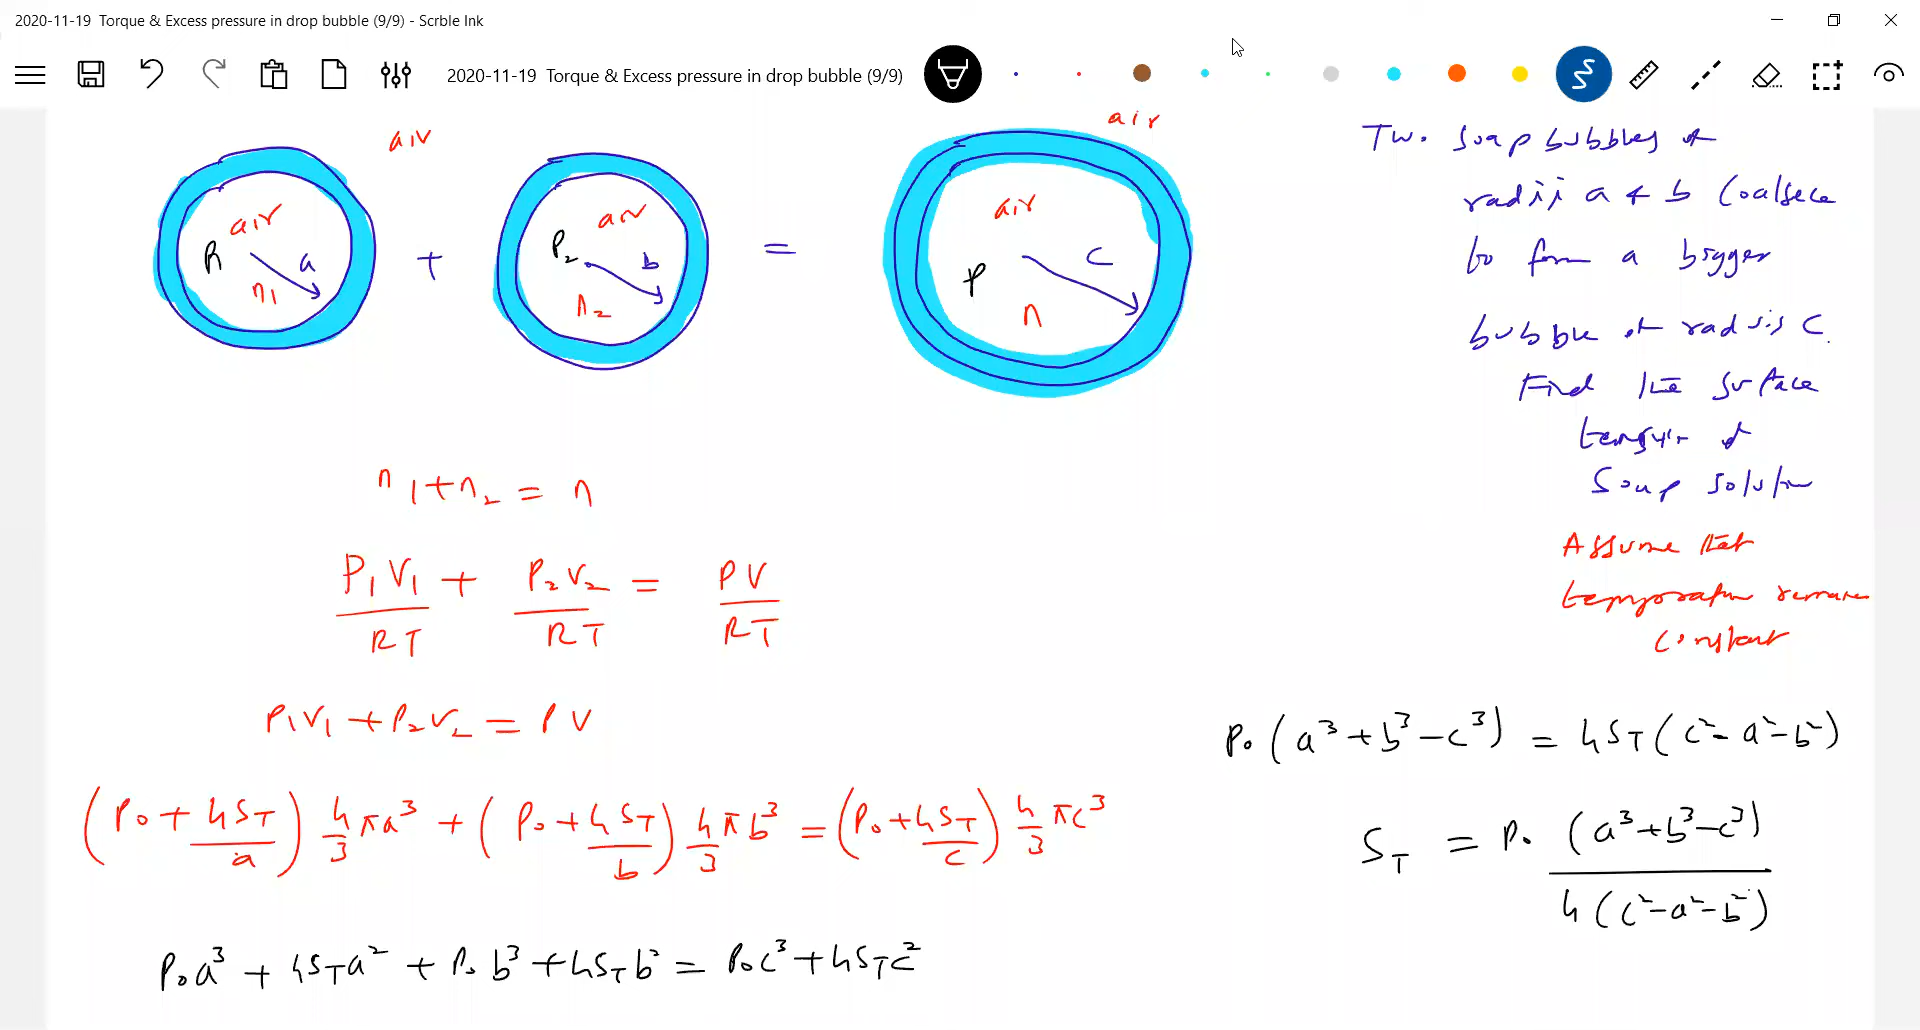 2020-11-19 Torque & Excess pressure in drop bubble (9/9) - Scrble Ink
2020-11-19 Torque & Excess pressure in drop bubble (9/9)
air
air
P₁
a
n₁
+
air
P₂
b
n₂
=
air
air
P
c
n
Two soap bubbles of
radii a & b coalsece
to form a bigger
bubble of radius c.
Find the surface
tension of
soap solution
Assume that
temperature remains
constant
n₁+n₂ = n
P₁V₁/RT + P₂V₂/RT = PV/RT
P₁V₁ + P₂V₂ = PV
(P₀ + 4S_T/a) 4/3 πa³ + (P₀ + 4S_T/b) 4/3 πb³ = (P₀ + 4S_T/c) 4/3 πc³
P₀a³ + 4S_Ta² + P₀b³ + 4S_Tb² = P₀c³ + 4S_Tc²
P₀(a³+b³-c³) = 4S_T(c²-a²-b²)
S_T = P₀ (a³+b³-c³) / 4(c²-a²-b²)